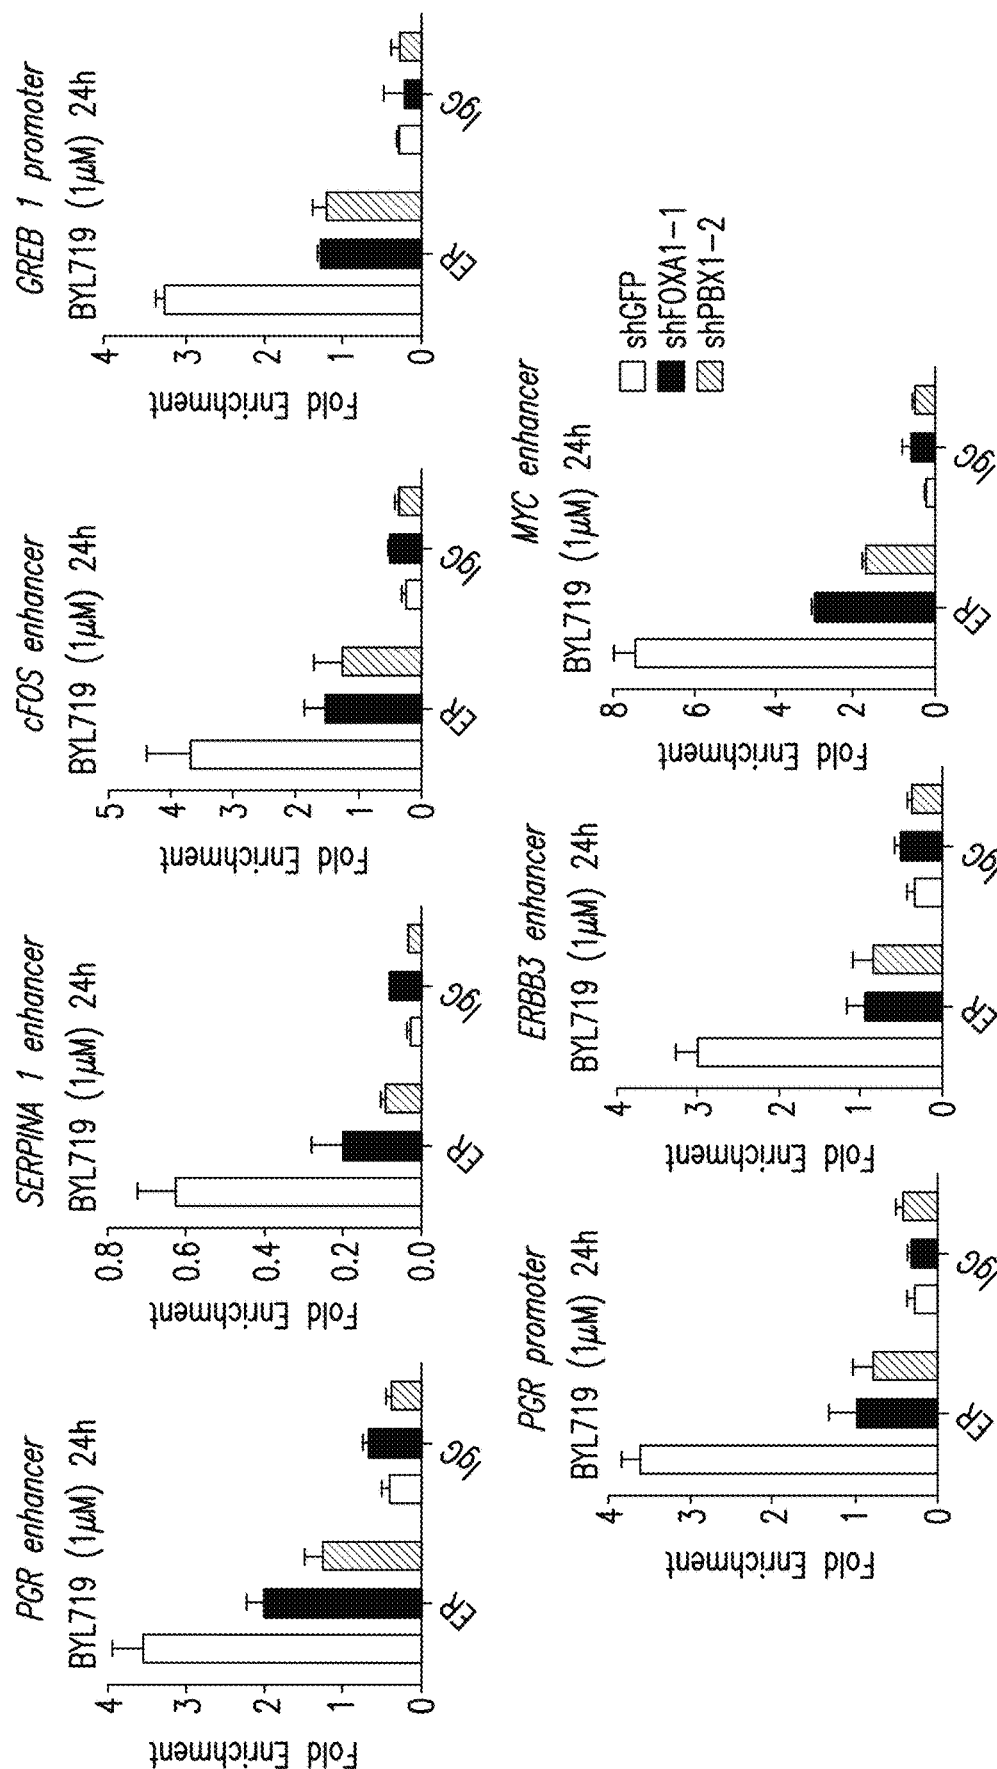 PGR enhancer
BYL719 (1μM) 24h
Fold Enrichment
4
3
2
1
0
ER
IgG
SERPINA 1 enhancer
BYL719 (1μM) 24h
Fold Enrichment
0.8
0.6
0.4
0.2
0.0
ER
IgG
cFOS enhancer
BYL719 (1μM) 24h
Fold Enrichment
5
4
3
2
1
0
ER
IgG
GREB 1 promoter
BYL719 (1μM) 24h
Fold Enrichment
4
3
2
1
0
ER
IgG
PGR promoter
BYL719 (1μM) 24h
Fold Enrichment
4
3
2
1
0
ER
IgG
ERBB3 enhancer
BYL719 (1μM) 24h
Fold Enrichment
4
3
2
1
0
ER
IgG
MYC enhancer
BYL719 (1μM) 24h
Fold Enrichment
8
6
4
2
0
ER
IgG
shGFP
shFOXA1-1
shPBX1-2